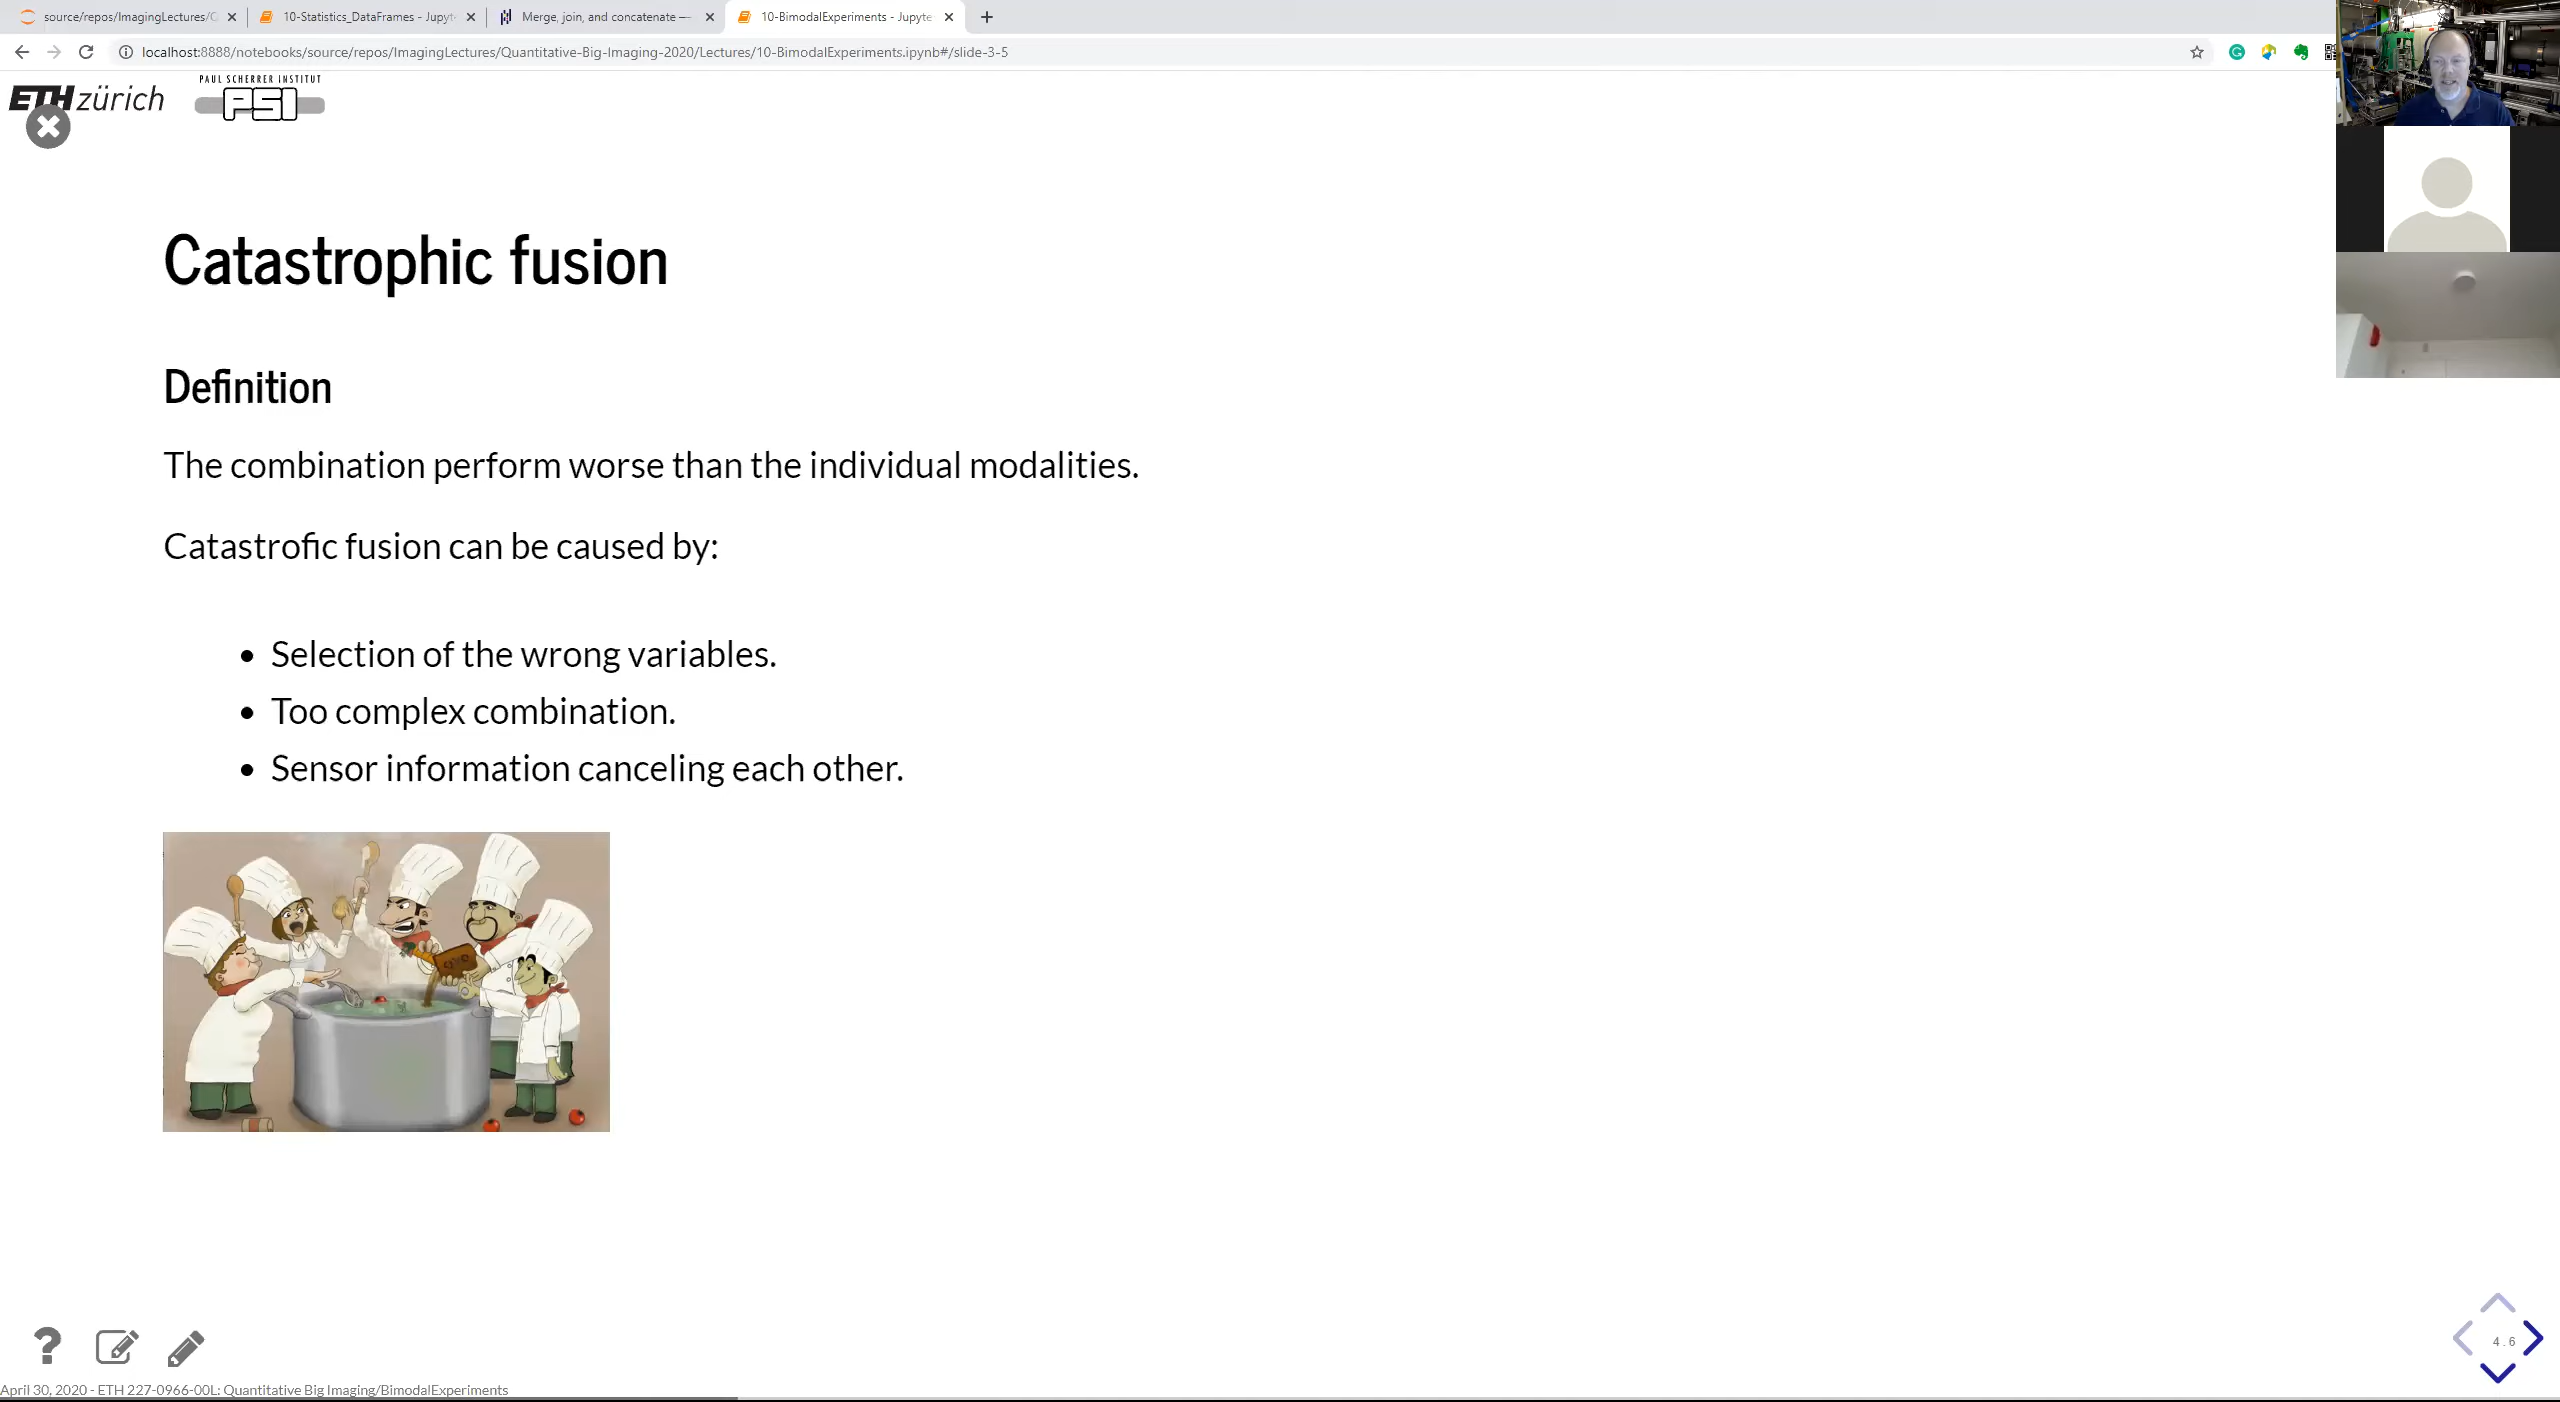 source/repos/ImagingLectures/Q
10-Statistics_DataFrames - Jupyt
Merge, join, and concatenate —
10-BimodalExperiments - Jupyte
localhost:8888/notebooks/source/repos/ImagingLectures/Quantitative-Big-Imaging-2020/Lectures/10-BimodalExperiments.ipynb#/slide-3-5
ETH zürich
PAUL SCHERRER INSTITUT
PSI
Catastrophic fusion
Definition
The combination perform worse than the individual modalities.
Catastrofic fusion can be caused by:
• Selection of the wrong variables.
• Too complex combination.
• Sensor information canceling each other.
4.6
April 30, 2020 - ETH 227-0966-00L: Quantitative Big Imaging/BimodalExperiments